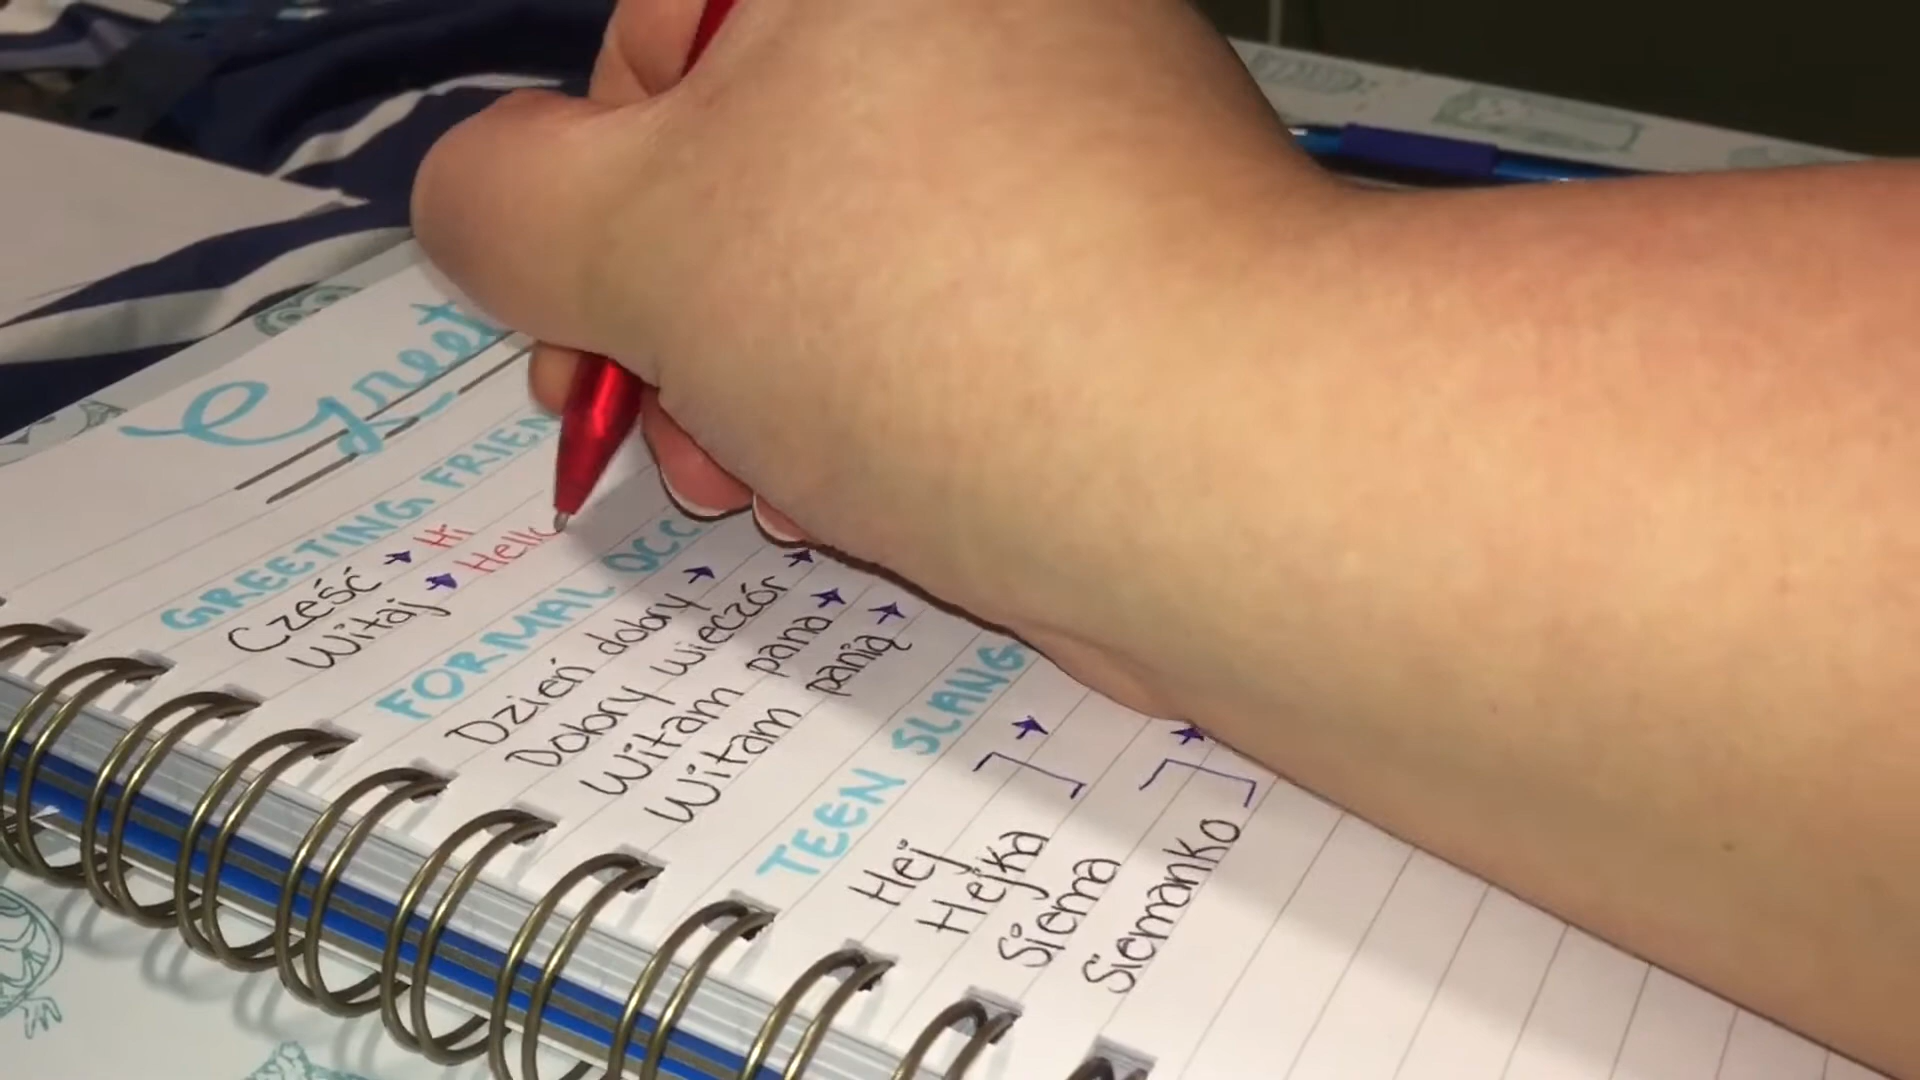 Greet
GREETING FRIEN
Cześć → Hi
Witaj → Hello
FORMAL OCC
Dzień dobry →
Dobry wieczór →
Witam pana →
Witam panią →
TEEN SLANG
Hej
Hejka
Siema
Siemanko